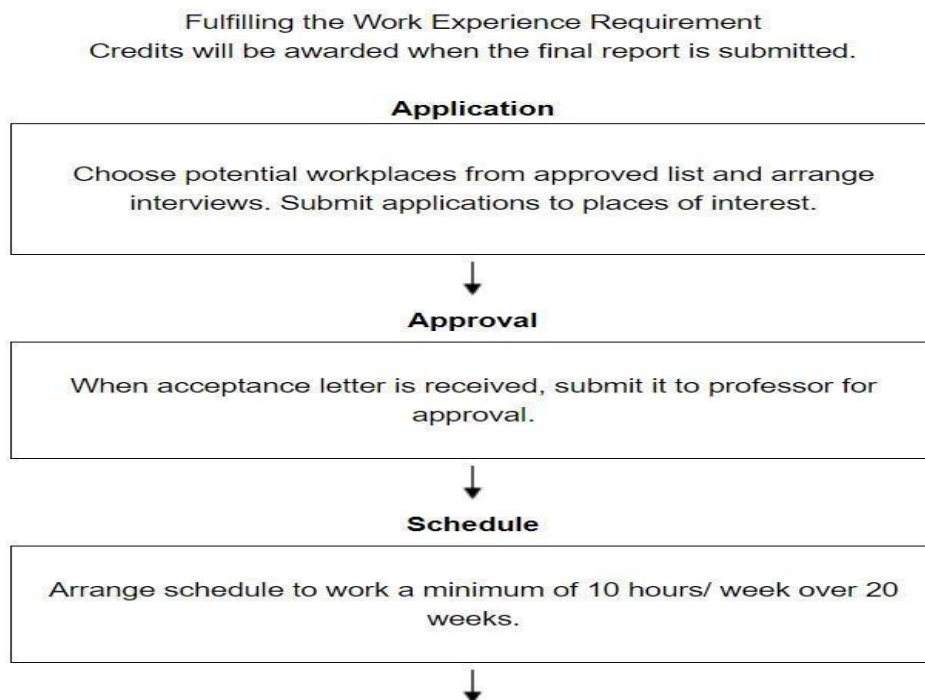 Fulfilling the Work Experience Requirement
Credits will be awarded when the final report is submitted.
Application
Choose potential workplaces from approved list and arrange
interviews. Submit applications to places of interest.
Approval
When acceptance letter is received, submit it to professor for
approval.
Schedule
Arrange schedule to work a minimum of 10 hours/ week over 20
weeks.